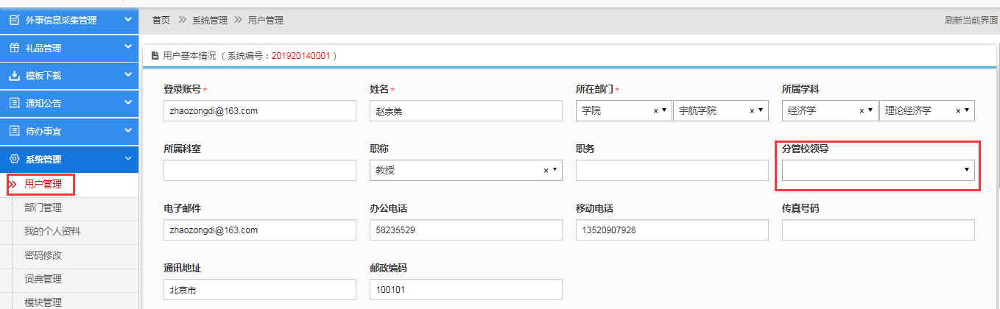 外事信息采集管理
礼品管理
模板下载
通知公告
待办事宜
系统管理
用户管理
部门管理
我的个人资料
密码修改
词典管理
模块管理
首页 系统管理 用户管理 刷新当前界面
用户基本情况 （系统编号：201920140001）
登录账号* 姓名* 所在部门* 所属学科
zhaozongdi@163.com 赵宗弟 学院 × 宇航学院 × 经济学 × 理论经济学 ×
所属科室 职称 职务 分管校领导
教授 ×
电子邮件 办公电话 移动电话 传真号码
zhaozongdi@163.com 58235529 13520907928
通讯地址 邮政编码
北京市 100101